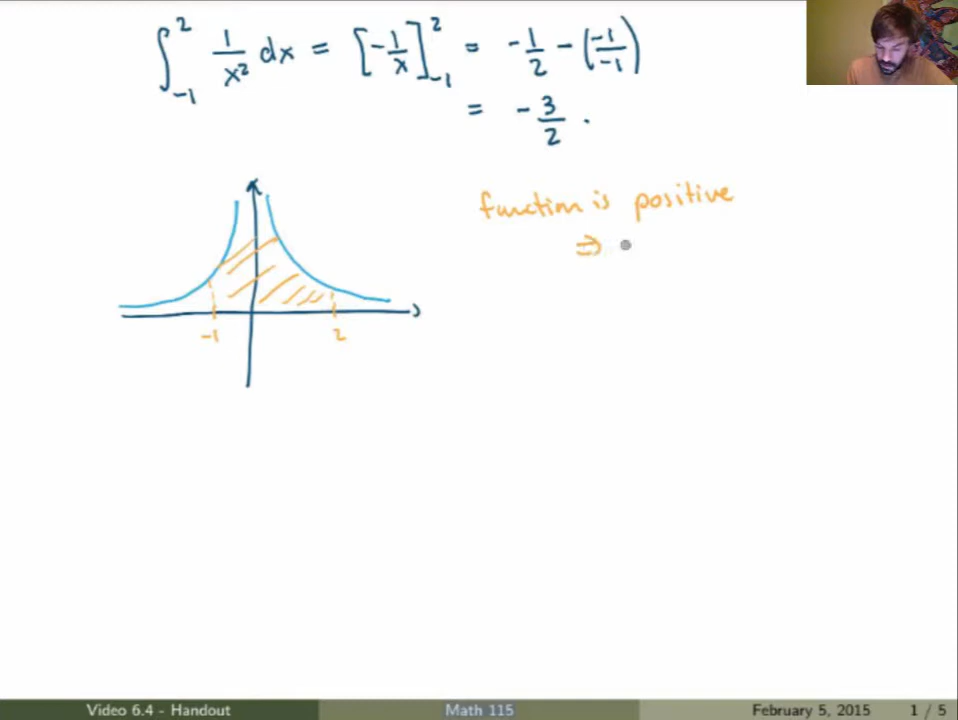 ∫_{-1}^{2} 1/x² dx = [-1/x]_{-1}^{2} = -1/2 - (-1/-1)
= -3/2 .
function is positive
⇒
-1 2
Video 6.4 - Handout Math 115 February 5, 2015 1 / 5